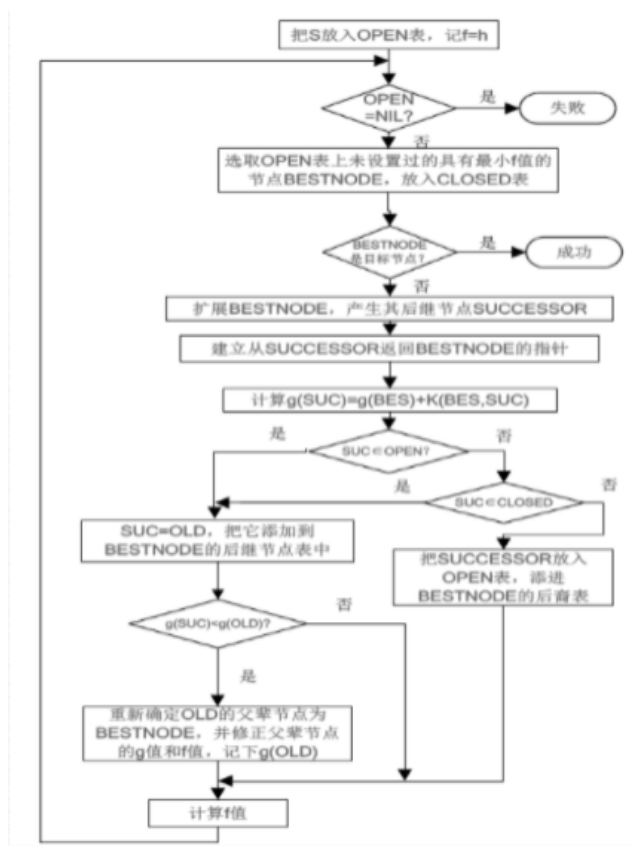 把S放入OPEN表，记f=h
OPEN
=NIL?
是
失败
否
选取OPEN表上未设置过的具有最小f值的
节点BESTNODE，放入CLOSED表
BESTNODE
是目标节点?
是
成功
否
扩展BESTNODE，产生其后继节点SUCCESSOR
建立从SUCCESSOR返回BESTNODE的指针
计算g(SUC)=g(BES)+K(BES,SUC)
是
SUC∈OPEN?
否
是
SUC∈CLOSED
否
SUC=OLD，把它添加到
BESTNODE的后继节点表中
把SUCCESSOR放入
OPEN表，添进
BESTNODE的后裔表
g(SUC)<g(OLD)?
否
是
重新确定OLD的父辈节点为
BESTNODE，并修正父辈节点
的g值和f值，记下g(OLD)
计算f值